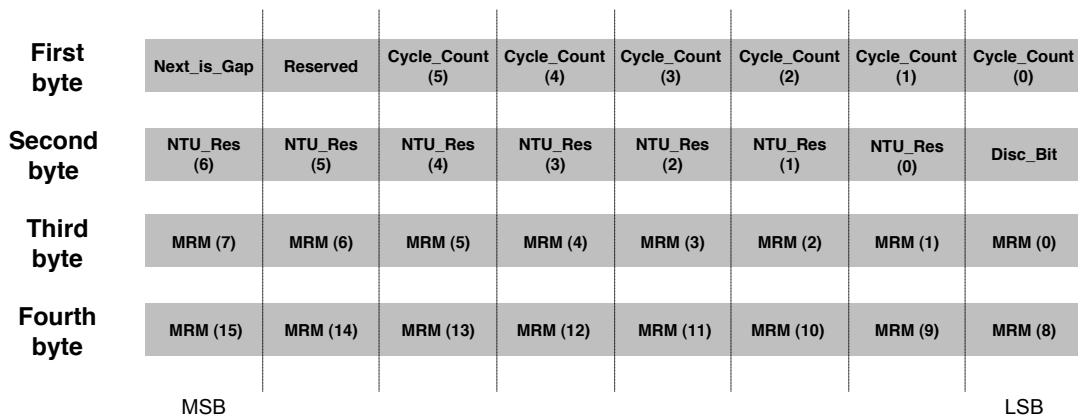 First byte
Next_is_Gap Reserved Cycle_Count (5) Cycle_Count (4) Cycle_Count (3) Cycle_Count (2) Cycle_Count (1) Cycle_Count (0)
Second byte
NTU_Res (6) NTU_Res (5) NTU_Res (4) NTU_Res (3) NTU_Res (2) NTU_Res (1) NTU_Res (0) Disc_Bit
Third byte
MRM (7) MRM (6) MRM (5) MRM (4) MRM (3) MRM (2) MRM (1) MRM (0)
Fourth byte
MRM (15) MRM (14) MRM (13) MRM (12) MRM (11) MRM (10) MRM (9) MRM (8)
MSB LSB